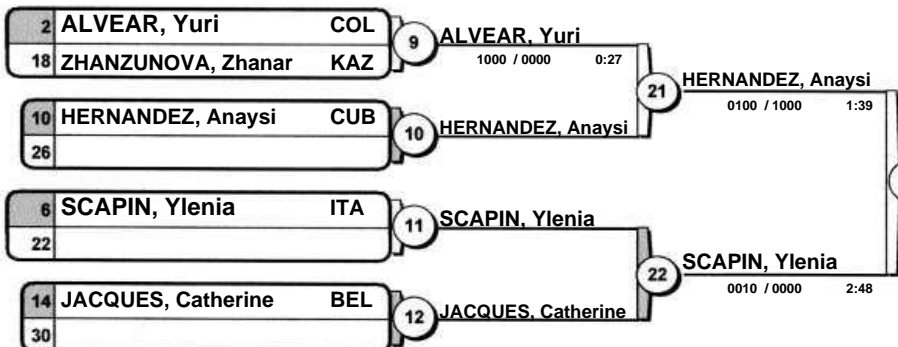 2 ALVEAR, Yuri COL
18 ZHANZUNOVA, Zhanar KAZ
9
ALVEAR, Yuri
1000 / 0000 0:27
10 HERNANDEZ, Anaysi CUB
26
10
HERNANDEZ, Anaysi
21
HERNANDEZ, Anaysi
0100 / 1000 1:39
6 SCAPIN, Ylenia ITA
22
11
SCAPIN, Ylenia
14 JACQUES, Catherine BEL
30
12
JACQUES, Catherine
22
SCAPIN, Ylenia
0010 / 0000 2:48